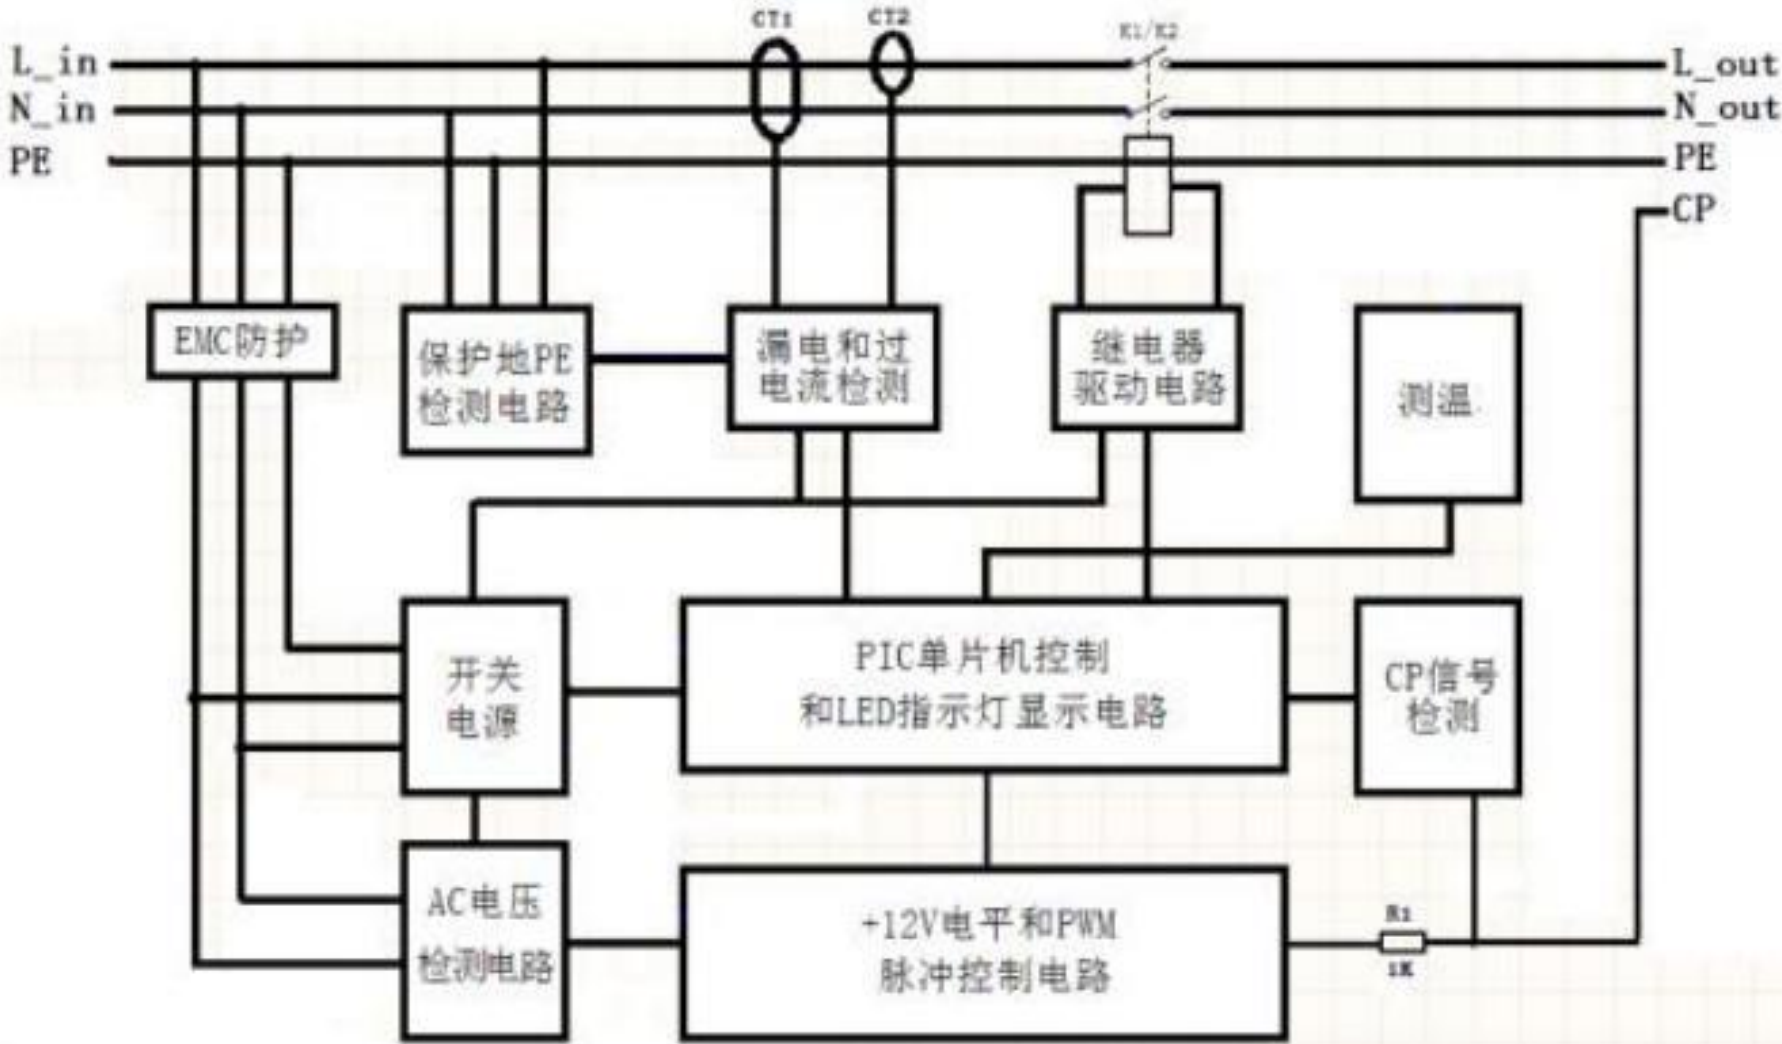 CT1
CT2
K1/K2
L_in
L_out
N_in
N_out
PE
PE
CP
EMC防护
保护地PE
检测电路
漏电和过
电流检测
继电器
驱动电路
测温
开关
电源
PIC单片机控制
和LED指示灯显示电路
CP信号
检测
AC电压
检测电路
+12V电平和PWM
脉冲控制电路
R1
1K